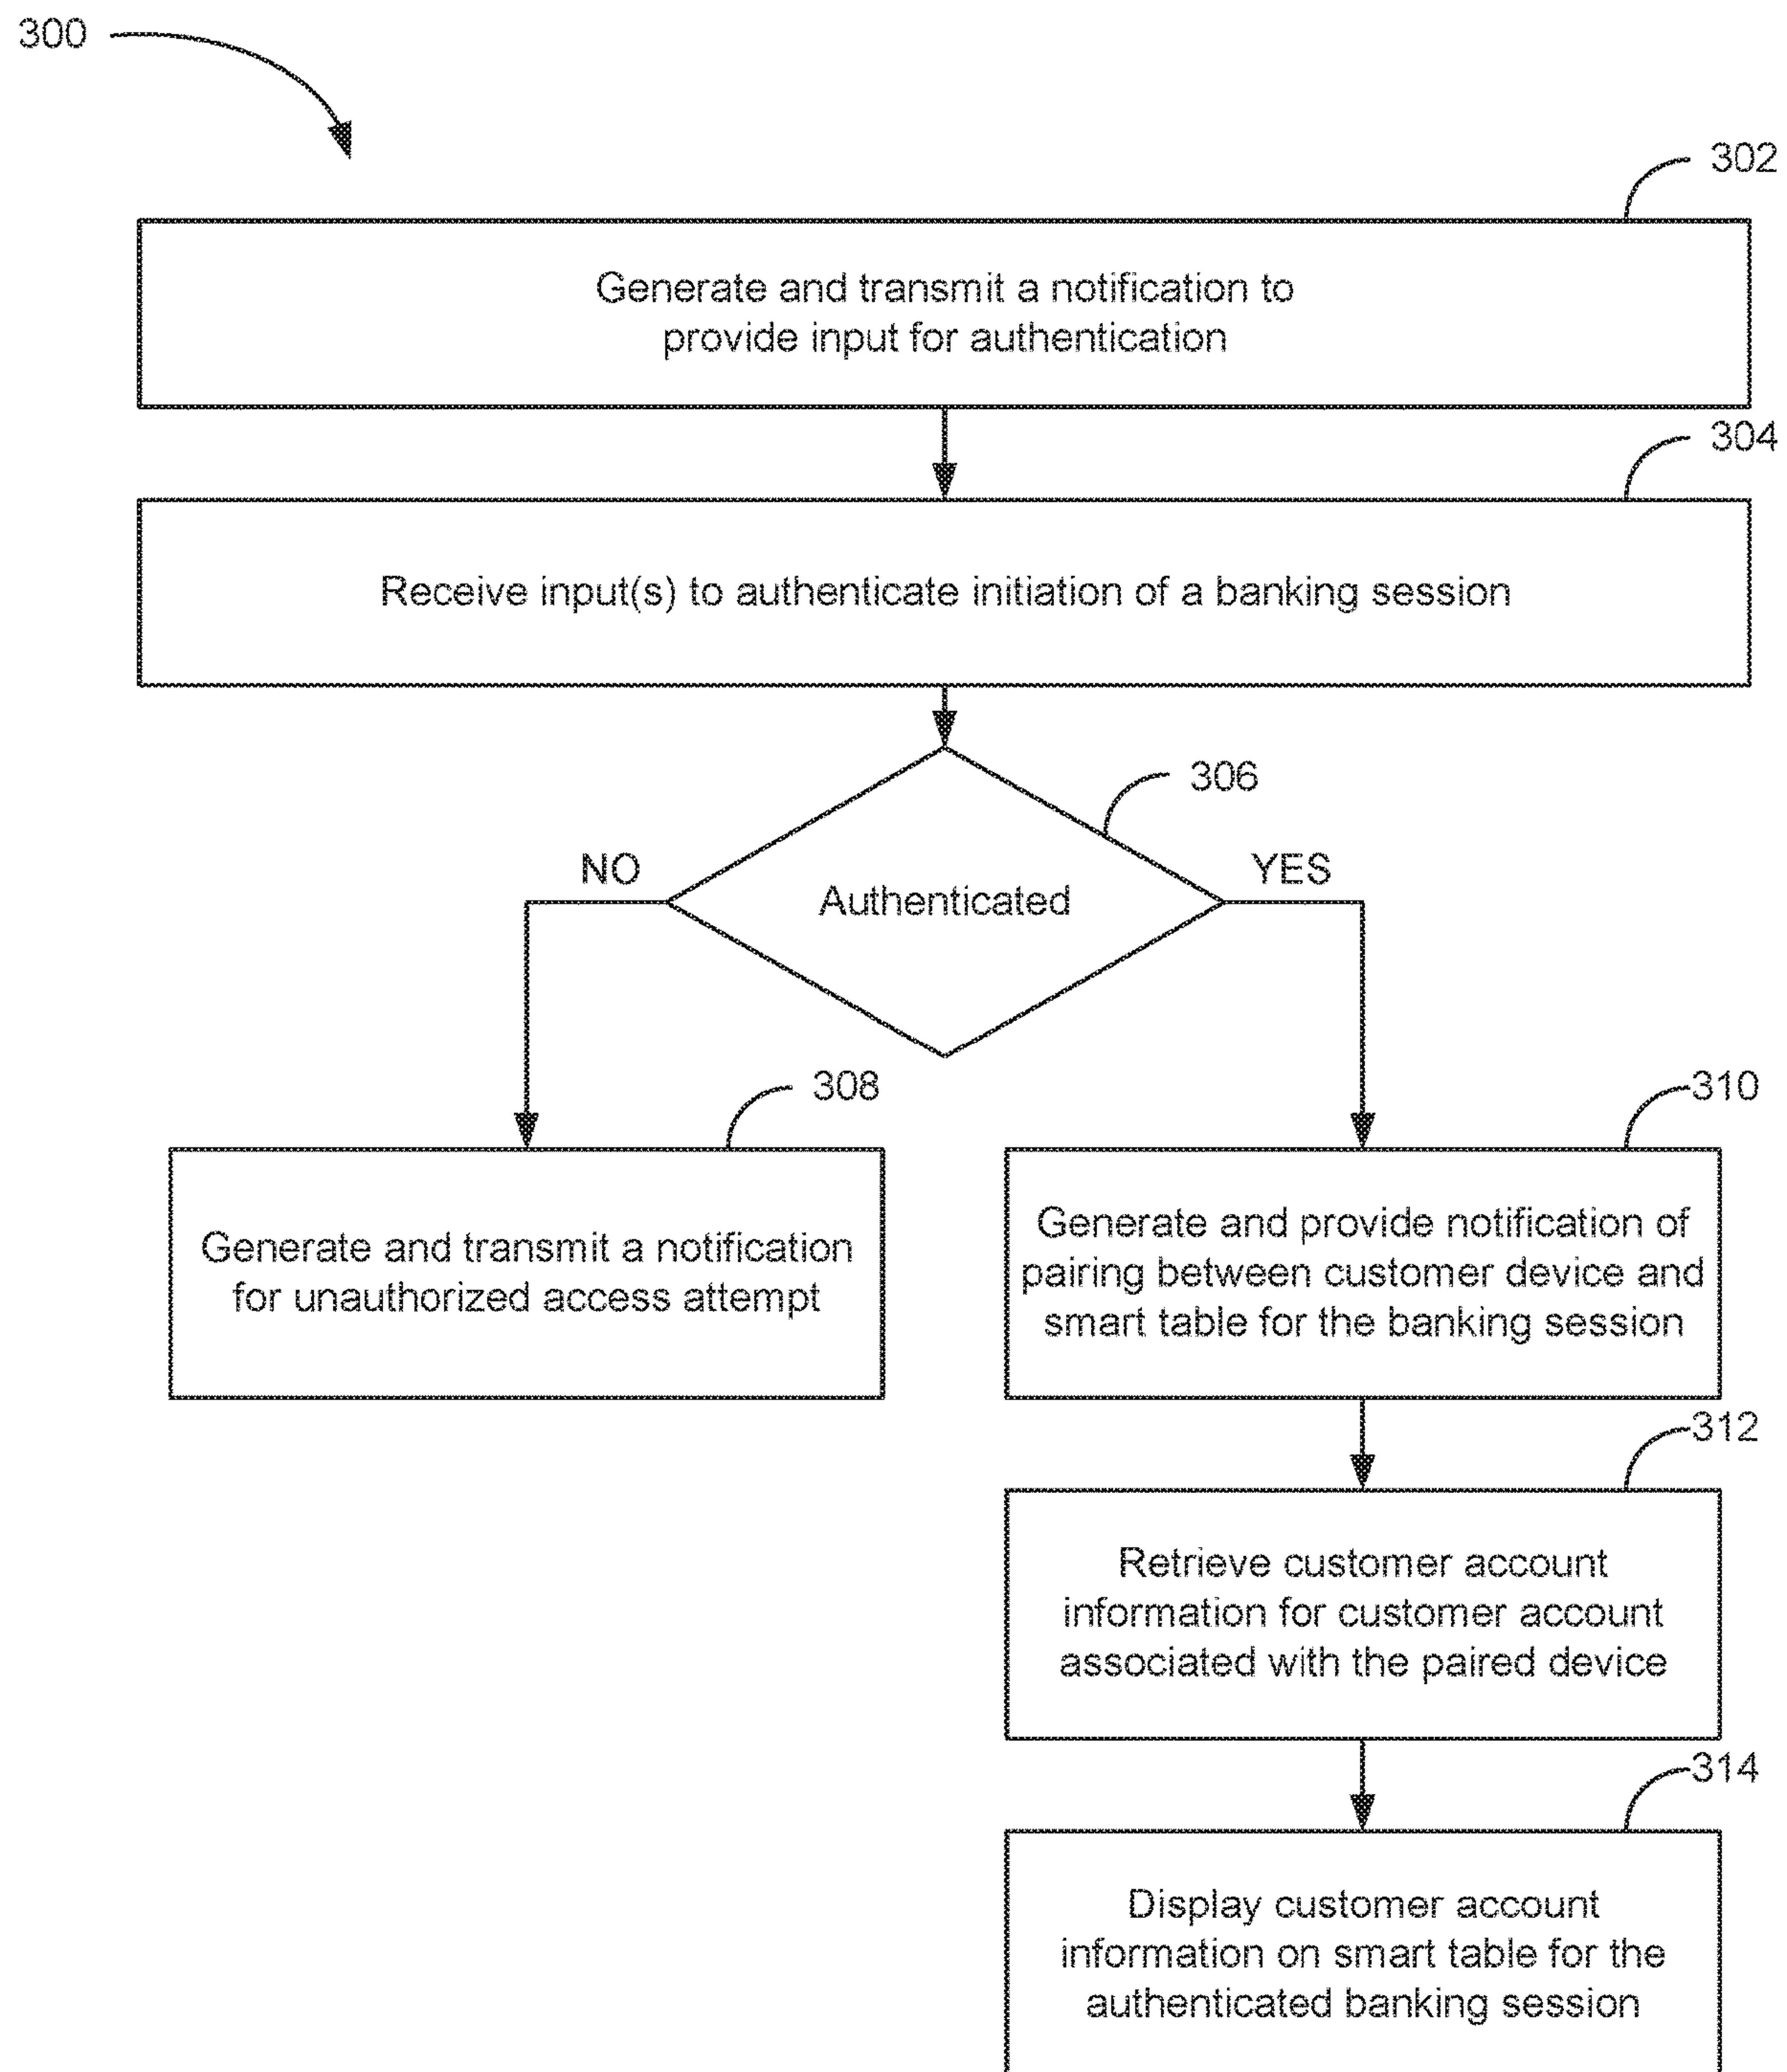 300
302
Generate and transmit a notification to
provide input for authentication
304
Receive input(s) to authenticate initiation of a banking session
306
NO
YES
Authenticated
308
310
Generate and transmit a notification
for unauthorized access attempt
Generate and provide notification of
pairing between customer device and
smart table for the banking session
312
Retrieve customer account
information for customer account
associated with the paired device
314
Display customer account
information on smart table for the
authenticated banking session